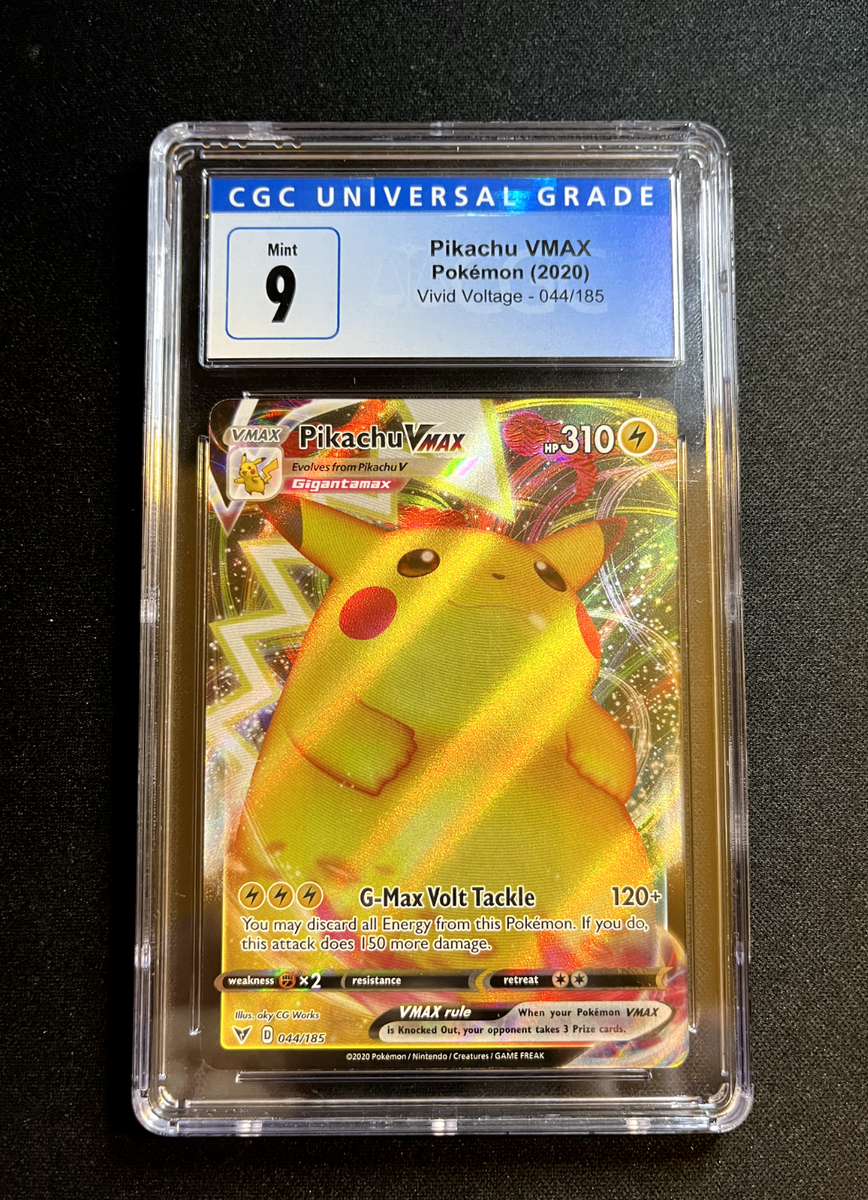 CGC UNIVERSAL GRADE
Mint
9
Pikachu VMAX
Pokémon (2020)
Vivid Voltage - 044/185
CGC
VMAX
Pikachu VMAX
HP 310
Evolves from Pikachu V
Gigantamax
G-Max Volt Tackle 120+
You may discard all Energy from this Pokémon. If you do,
this attack does 150 more damage.
weakness ×2 resistance retreat
Illus. aky CG Works
VMAX rule When your Pokémon VMAX
is Knocked Out, your opponent takes 3 Prize cards.
D 044/185
©2020 Pokémon / Nintendo / Creatures / GAME FREAK